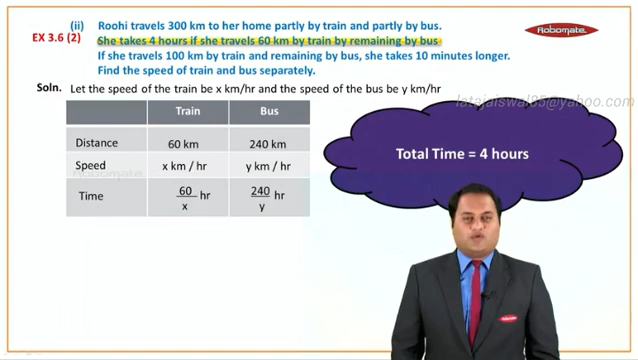 (ii) Roohi travels 300 km to her home partly by train and partly by bus.
EX 3.6 (2)
She takes 4 hours if she travels 60 km by train by remaining by bus
If she travels 100 km by train and remaining by bus, she takes 10 minutes longer.
Find the speed of train and bus separately.
Robomate
Soln. Let the speed of the train be x km/hr and the speed of the bus be y km/hr
latajaiswal85@yahoo.com
Train Bus
Distance 60 km 240 km
Speed x km / hr y km / hr
Time 60/x hr 240/y hr
Total Time = 4 hours
Robomate